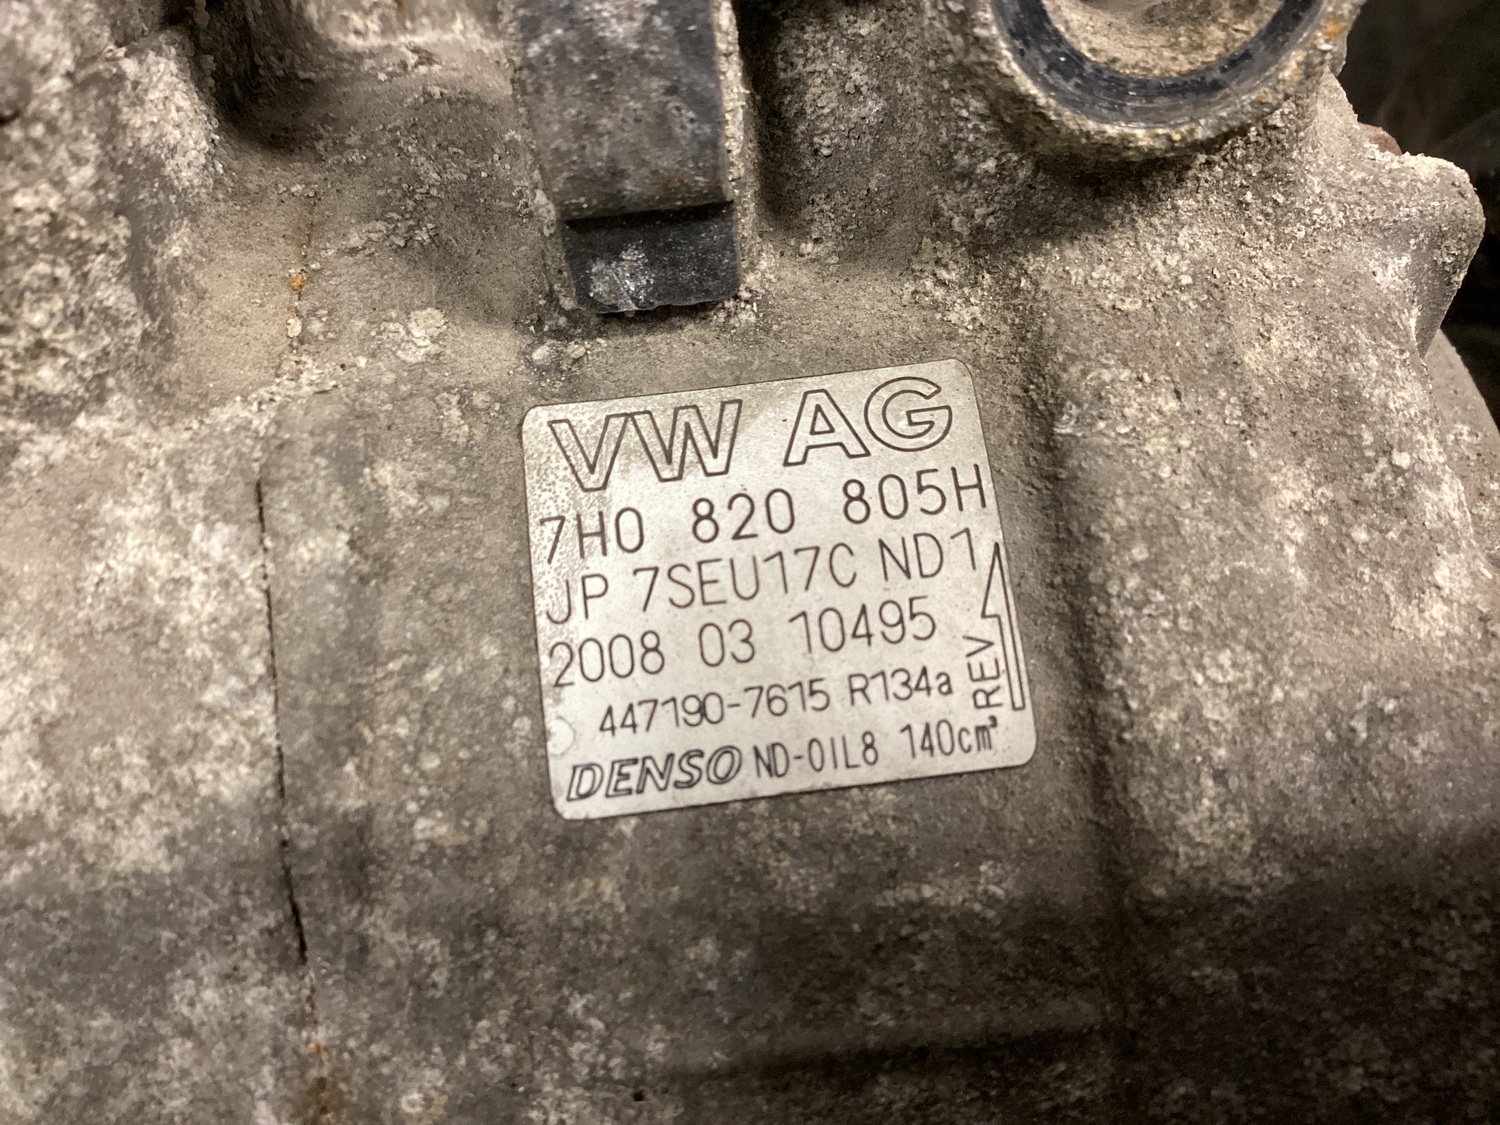 VW AG
7H0 820 805H
JP 7SEU17C ND1
2008 03 10495
447190-7615 R134a
REV
DENSO ND-OIL8 140cm³